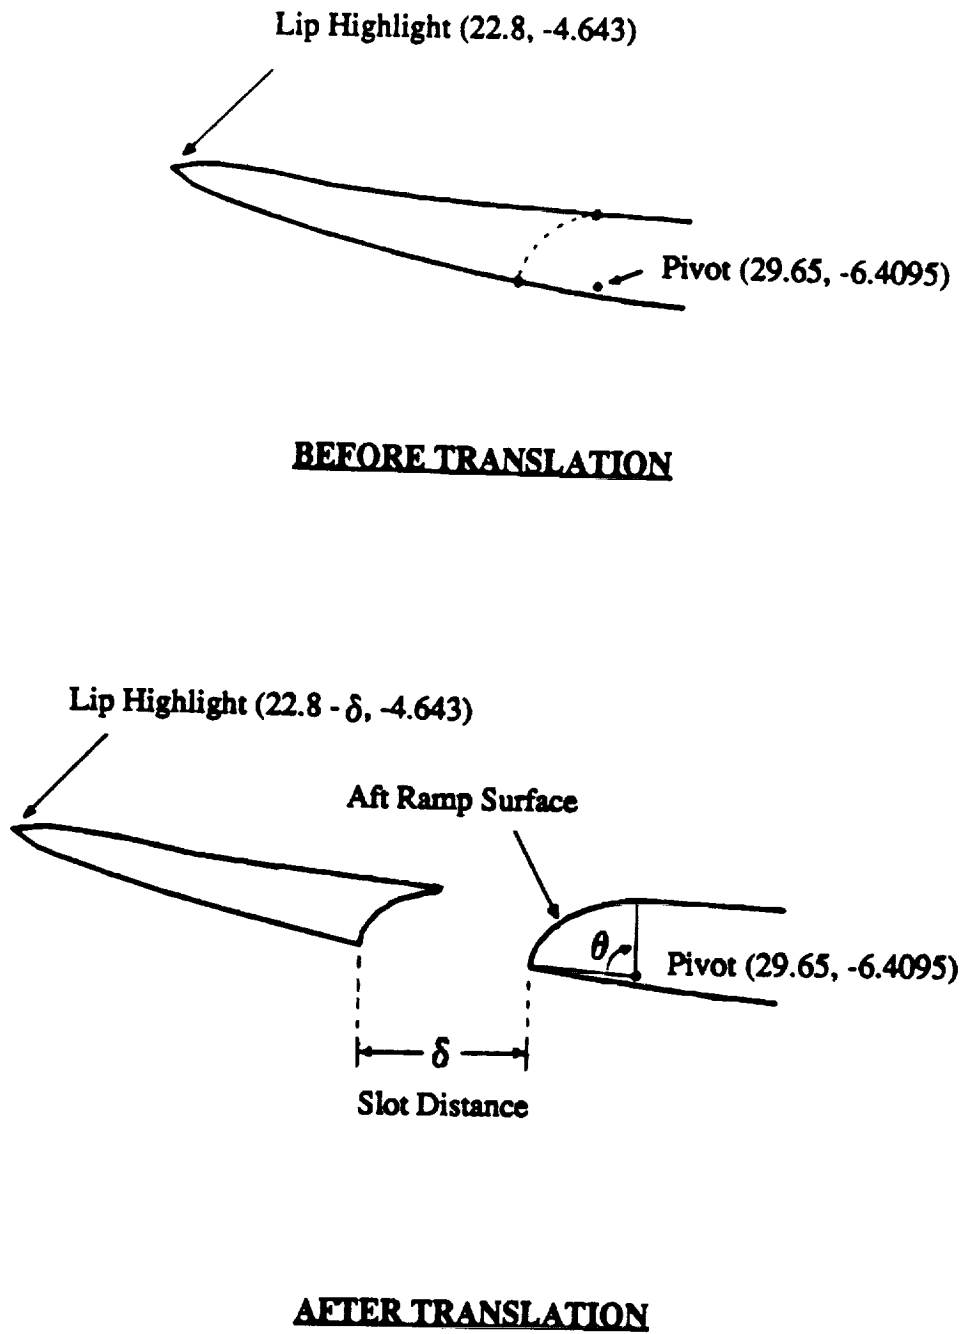 Lip Highlight (22.8, -4.643)
Pivot (29.65, -6.4095)
BEFORE TRANSLATION
Lip Highlight (22.8 - δ, -4.643)
Aft Ramp Surface
θ
Pivot (29.65, -6.4095)
δ
Slot Distance
AFTER TRANSLATION